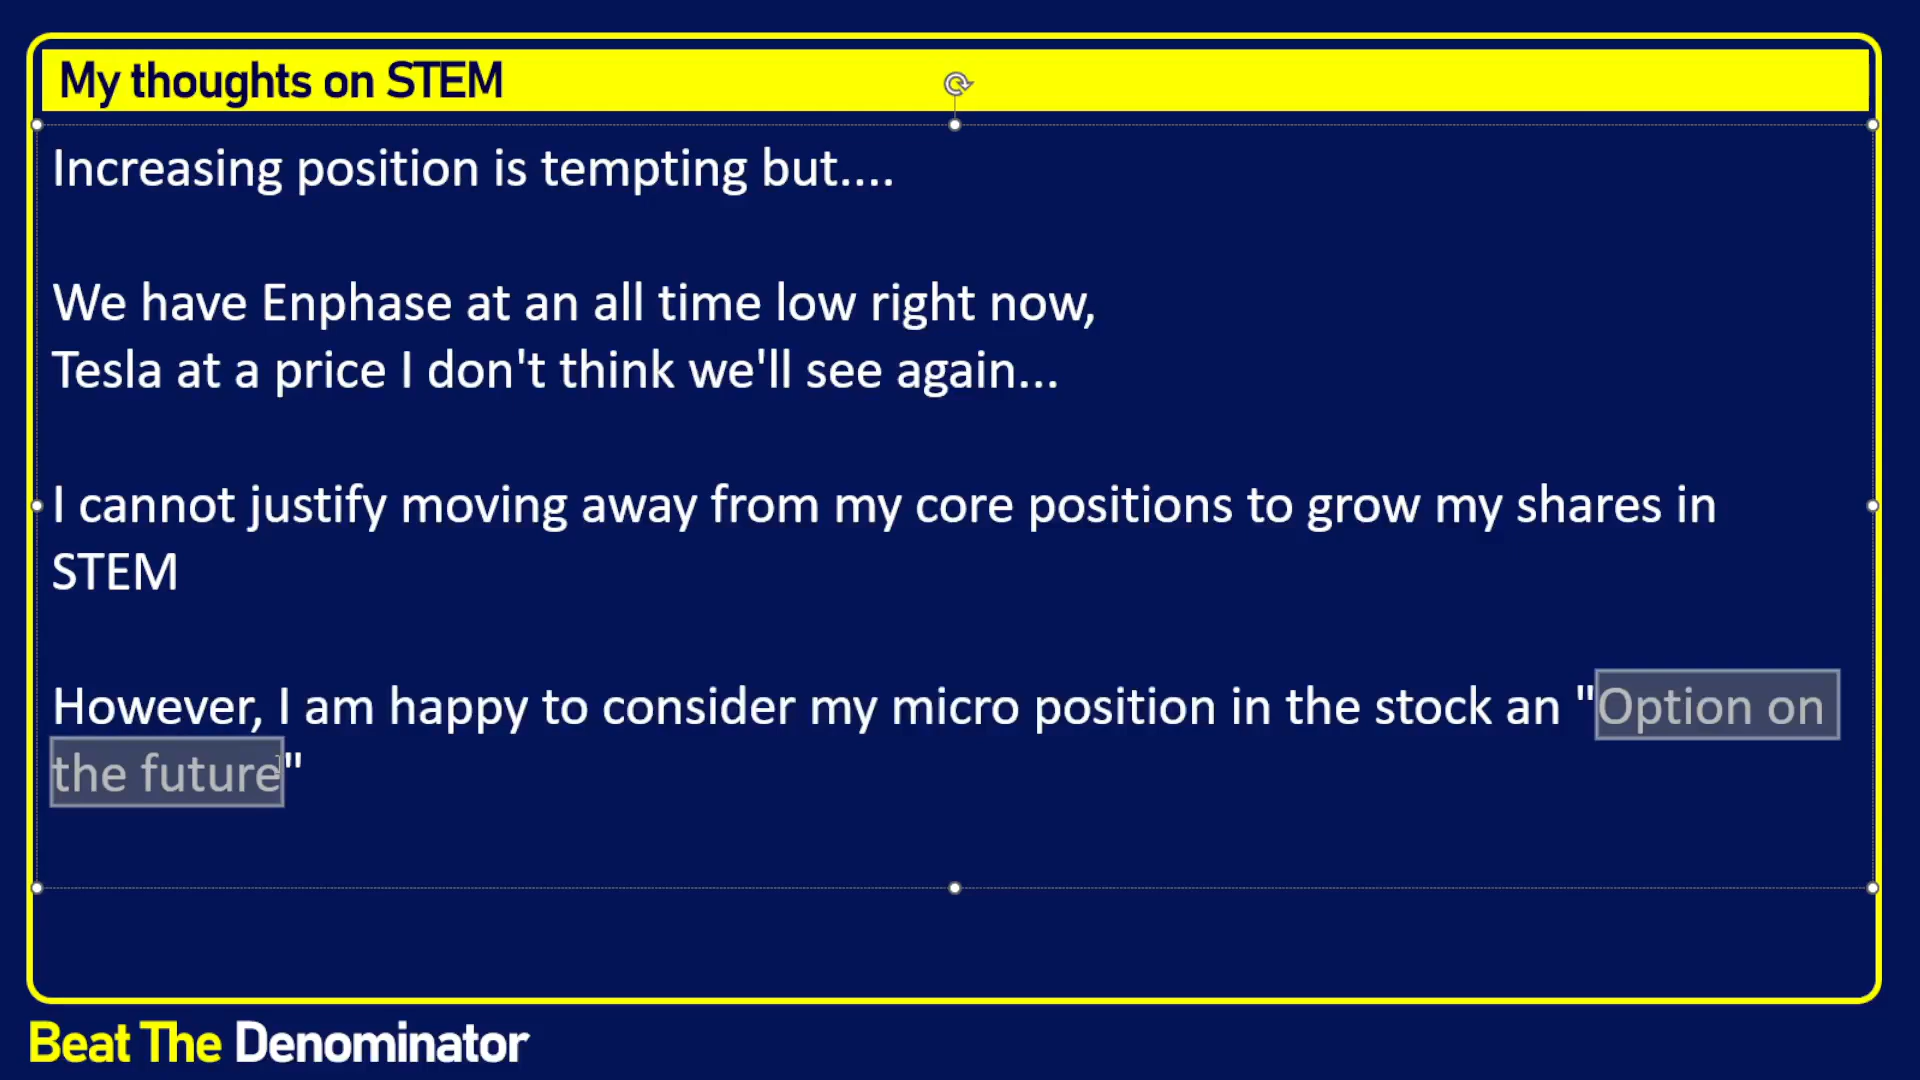 My thoughts on STEM
Increasing position is tempting but....
We have Enphase at an all time low right now,
Tesla at a price I don't think we'll see again...
I cannot justify moving away from my core positions to grow my shares in
STEM
However, I am happy to consider my micro position in the stock an "Option on
the future"
Beat The Denominator